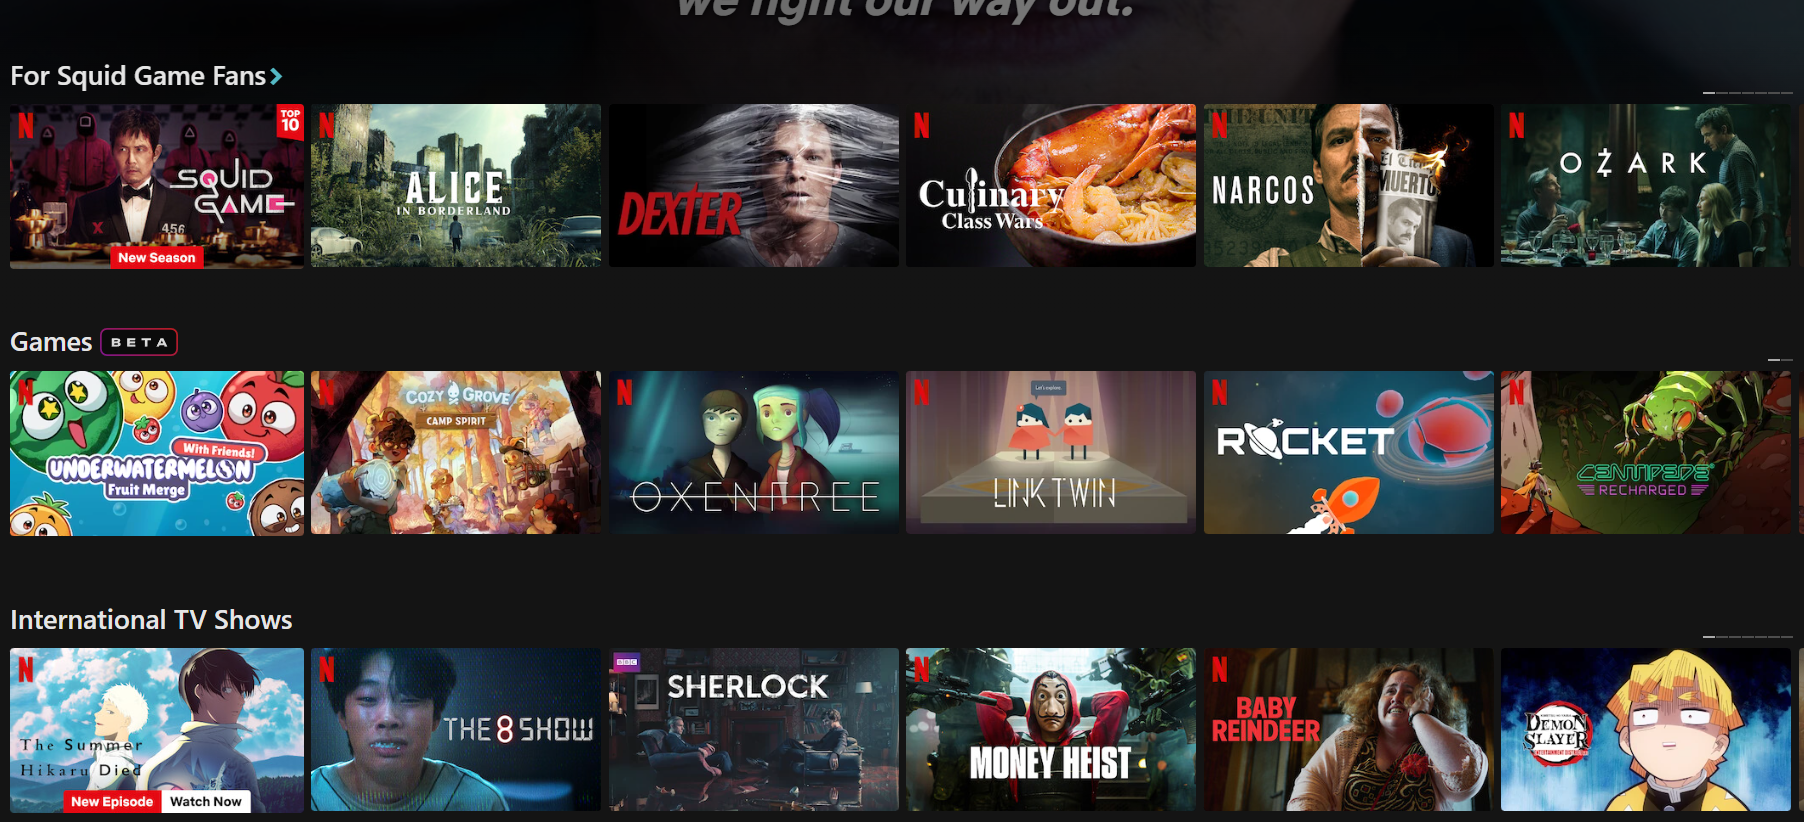 we fight our way out.
For Squid Game Fans
N
TOP
10
SQUID
GAME
456
New Season
N
ALICE
IN BORDERLAND
DEXTER
N
Culinary
Class Wars
N
NARCOS
MUERTO
N
OZARK
Games BETA
N
With Friends!
UNDERWATERMELON
Fruit Merge
N
COZY GROVE
CAMP SPIRIT
N
OXENFREE
N
Let's explore.
LINK TWIN
N
ROCKET
N
CENTIPEDE
RECHARGED
International TV Shows
N
The Summer
Hikaru Died
New Episode Watch Now
N
THE 8 SHOW
BBC
SHERLOCK
N
MONEY HEIST
N
BABY
REINDEER
DEMON
SLAYER